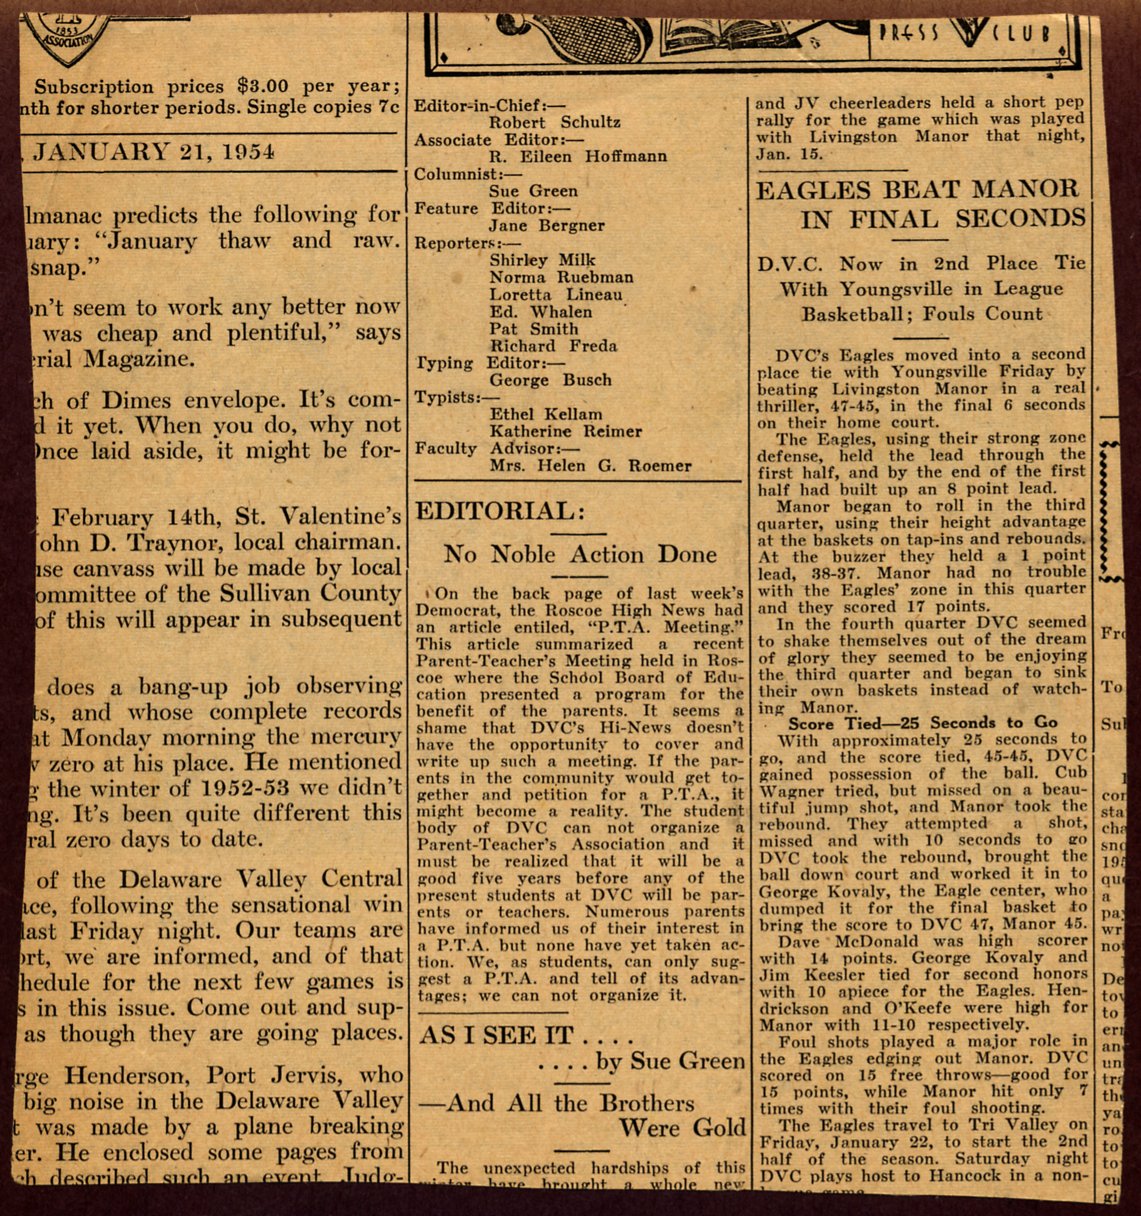 1853
ASSOCIATION
Subscription prices $3.00 per year;
for shorter periods. Single copies 7c
JANUARY 21, 1954
predicts the following for
"January thaw and raw.
snap."
seem to work any better now
was cheap and plentiful," says
Magazine.
of Dimes envelope. It's com-
it yet. When you do, why not
Once laid aside, it might be for-
February 14th, St. Valentine's
John D. Traynor, local chairman.
canvass will be made by local
committee of the Sullivan County
of this will appear in subsequent
does a bang-up job observing
and whose complete records
at Monday morning the mercury
zero at his place. He mentioned
the winter of 1952-53 we didn't
It's been quite different this
zero days to date.
of the Delaware Valley Central
following the sensational win
last Friday night. Our teams are
we are informed, and of that
schedule for the next few games is
in this issue. Come out and sup-
as though they are going places.
Henderson, Port Jervis, who
big noise in the Delaware Valley
was made by a plane breaking
He enclosed some pages from
described such an event. Judg-
PRESS CLUB
Editor-in-Chief:—
Robert Schultz
Associate Editor:—
R. Eileen Hoffmann
Columnist:—
Sue Green
Feature Editor:—
Jane Bergner
Reporters:—
Shirley Milk
Norma Ruebman
Loretta Lineau
Ed. Whalen
Pat Smith
Richard Freda
Typing Editor:—
George Busch
Typists:—
Ethel Kellam
Katherine Reimer
Faculty Advisor:—
Mrs. Helen G. Roemer
EDITORIAL:
No Noble Action Done
On the back page of last week's
Democrat, the Roscoe High News had
an article entiled, "P.T.A. Meeting."
This article summarized a recent
Parent-Teacher's Meeting held in Ros-
coe where the School Board of Edu-
cation presented a program for the
benefit of the parents. It seems a
shame that DVC's Hi-News doesn't
have the opportunity to cover and
write up such a meeting. If the par-
ents in the community would get to-
gether and petition for a P.T.A., it
might become a reality. The student
body of DVC can not organize a
Parent-Teacher's Association and it
must be realized that it will be a
good five years before any of the
present students at DVC will be par-
ents or teachers. Numerous parents
have informed us of their interest in
a P.T.A. but none have yet taken ac-
tion. We, as students, can only sug-
gest a P.T.A. and tell of its advan-
tages; we can not organize it.
AS I SEE IT . . . .
. . . . by Sue Green
—And All the Brothers
Were Gold
The unexpected hardships of this
winter have brought a whole new
and JV cheerleaders held a short pep
rally for the game which was played
with Livingston Manor that night,
Jan. 15.
EAGLES BEAT MANOR
IN FINAL SECONDS
D.V.C. Now in 2nd Place Tie
With Youngsville in League
Basketball; Fouls Count
DVC's Eagles moved into a second
place tie with Youngsville Friday by
beating Livingston Manor in a real
thriller, 47-45, in the final 6 seconds
on their home court.
The Eagles, using their strong zone
defense, held the lead through the
first half, and by the end of the first
half had built up an 8 point lead.
Manor began to roll in the third
quarter, using their height advantage
at the baskets on tap-ins and rebounds.
At the buzzer they held a 1 point
lead, 38-37. Manor had no trouble
with the Eagles' zone in this quarter
and they scored 17 points.
In the fourth quarter DVC seemed
to shake themselves out of the dream
of glory they seemed to be enjoying
the third quarter and began to sink
their own baskets instead of watch-
ing Manor.
Score Tied—25 Seconds to Go
With approximately 25 seconds to
go, and the score tied, 45-45, DVC
gained possession of the ball. Cub
Wagner tried, but missed on a beau-
tiful jump shot, and Manor took the
rebound. They attempted a shot,
missed and with 10 seconds to go
DVC took the rebound, brought the
ball down court and worked it in to
George Kovaly, the Eagle center, who
dumped it for the final basket to
bring the score to DVC 47, Manor 45.
Dave McDonald was high scorer
with 14 points. George Kovaly and
Jim Keesler tied for second honors
with 10 apiece for the Eagles. Hen-
drickson and O'Keefe were high for
Manor with 11-10 respectively.
Foul shots played a major role in
the Eagles edging out Manor. DVC
scored on 15 free throws—good for
15 points, while Manor hit only 7
times with their foul shooting.
The Eagles travel to Tri Valley on
Friday, January 22, to start the 2nd
half of the season. Saturday night
DVC plays host to Hancock in a non-